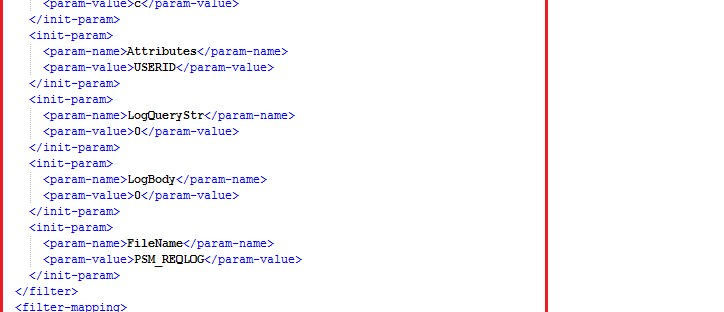 <param-value>c</param-value>
</init-param>
<init-param>
<param-name>Attributes</param-name>
<param-value>USERID</param-value>
</init-param>
<init-param>
<param-name>LogQueryStr</param-name>
<param-value>0</param-value>
</init-param>
<init-param>
<param-name>LogBody</param-name>
<param-value>0</param-value>
</init-param>
<init-param>
<param-name>FileName</param-name>
<param-value>PSM_REQLOG</param-value>
</init-param>
</filter>
<filter-mapping>